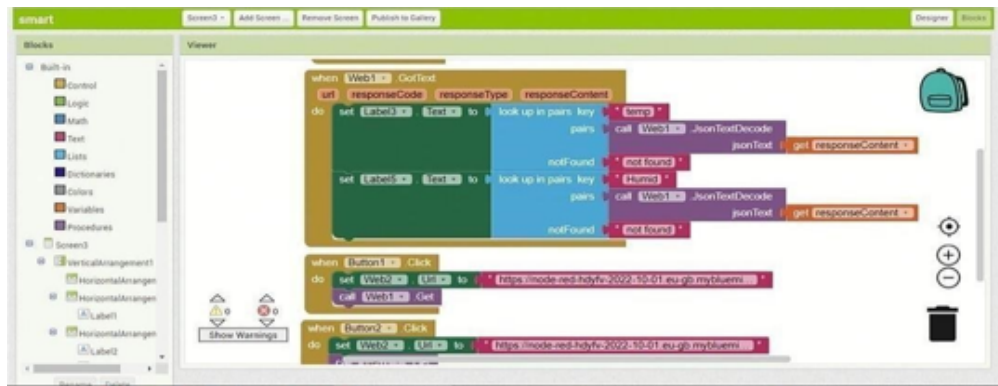 smart
Screen3 Add Screen ... Remove Screen Publish to Gallery
Designer Blocks
Blocks
Viewer
Built-in
Control
Logic
Math
Text
Lists
Dictionaries
Colors
Variables
Procedures
Screen3
VerticalArrangement1
HorizontalArrangen
HorizontalArrangen
Label1
HorizontalArrangen
Label2
Rename Delete
when Web1 .GotText
url responseCode responseType responseContent
do set Label3 . Text to look up in pairs key " temp "
pairs call Web1 .JsonTextDecode
jsonText get responseContent
notFound " not found "
set Label5 . Text to look up in pairs key " Humid "
pairs call Web1 .JsonTextDecode
jsonText get responseContent
notFound " not found "
when Button1 .Click
do set Web2 . Url to " https://node-red-hdyfv-2022-10-01.eu-gb.mybluemi... "
call Web1 .Get
when Button2 .Click
do set Web2 . Url to " https://node-red-hdyfv-2022-10-01.eu-gb.mybluemi... "
0 0
Show Warnings